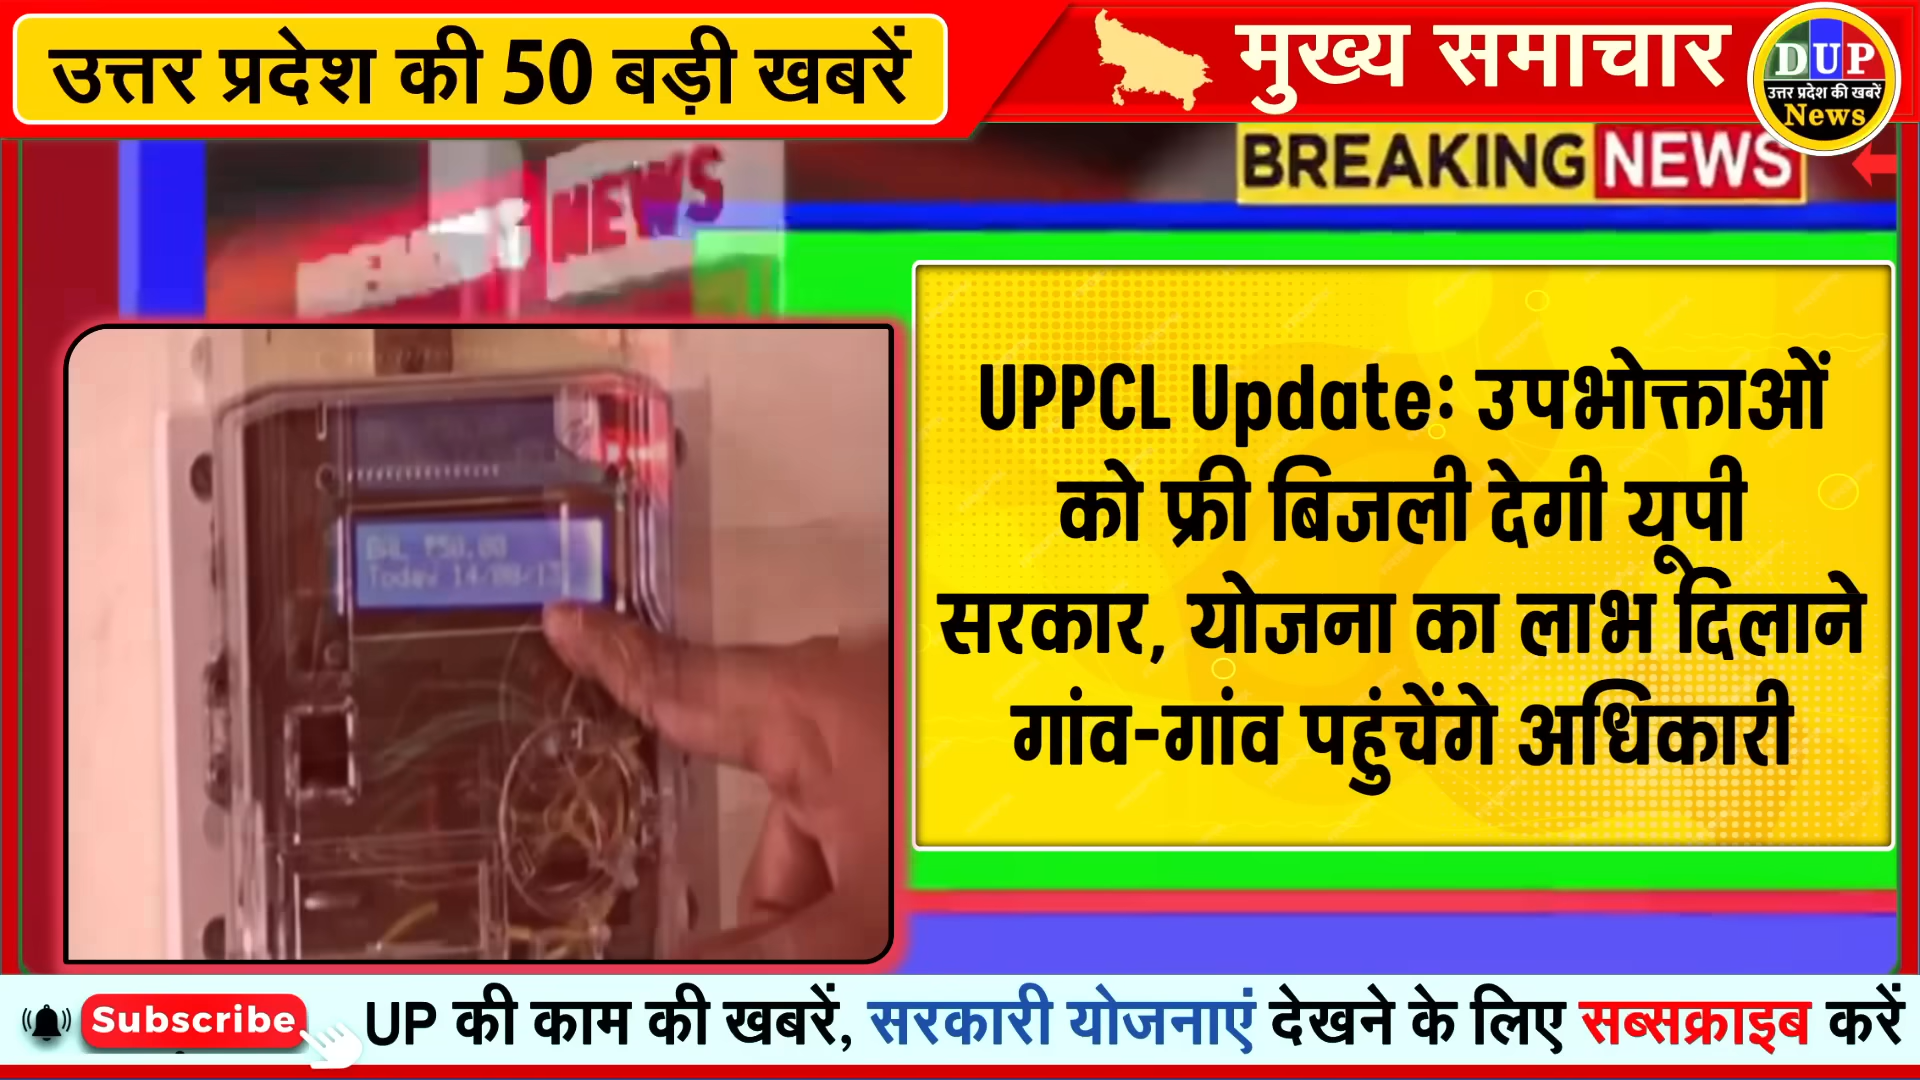 उत्तर प्रदेश की 50 बड़ी खबरें
मुख्य समाचार
DUP
उत्तर प्रदेश की खबरें
News
BREAKING NEWS
NEWS
UPPCL Update: उपभोक्ताओं
को फ्री बिजली देगी यूपी
सरकार, योजना का लाभ दिलाने
गांव-गांव पहुंचेंगे अधिकारी
Subscribe
UP की काम की खबरें, सरकारी योजनाएं देखने के लिए सब्सक्राइब करें